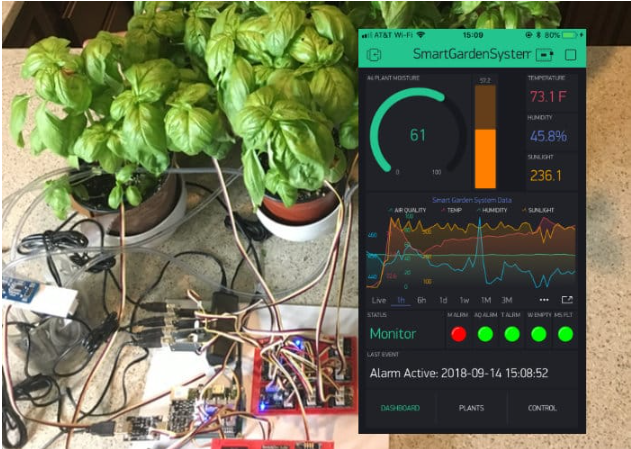 AT&T Wi-Fi 15:09 80%
SmartGardenSystem
PLANT MOISTURE
61
0 100
TEMPERATURE
73.1 F
HUMIDITY
45.8%
SUNLIGHT
236.1
Smart Garden System Data
AIR QUALITY TEMP HUMIDITY SUNLIGHT
Live 1h 6h 1d 1w 1M 3M
STATUS
Monitor
M ALRM AQ ALRM T ALRM W EMPTY MS FLT
LAST EVENT
Alarm Active: 2018-09-14 15:08:52
DASHBOARD PLANTS CONTROL